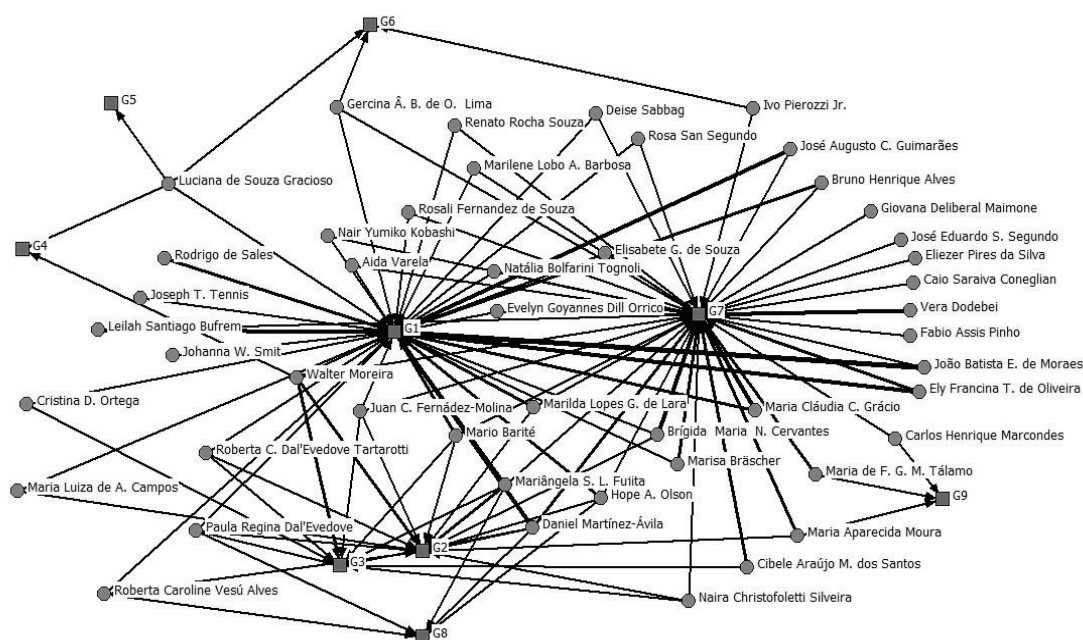 G6
G5
Gercina Â. B. de O. Lima
Deise Sabbag
Ivo Pierozzi Jr.
Renato Rocha Souza
Rosa San Segundo
José Augusto C. Guimarães
Marilene Lobo A. Barbosa
Luciana de Souza Gracioso
Bruno Henrique Alves
Rosali Fernandez de Souza
Giovana Deliberal Maimone
Nair Yumiko Kobashi
José Eduardo S. Segundo
G4
Elisabete G. de Souza
Rodrigo de Sales
Eliezer Pires da Silva
Aida Varela
Natália Bolfarini Tognoli
Caio Saraiva Coneglian
Joseph T. Tennis
Evelyn Goyannes Dill Orrico
G7
Vera Dodebei
Leilah Santiago Bufrem
G1
Fabio Assis Pinho
Johanna W. Smit
João Batista E. de Moraes
Walter Moreira
Ely Francina T. de Oliveira
Cristina D. Ortega
Juan C. Fernádez-Molina
Marilda Lopes G. de Lara
Maria Cláudia C. Grácio
Mario Barité
Brígida Maria N. Cervantes
Carlos Henrique Marcondes
Roberta C. Dal'Evedove Tartarotti
Marisa Bräscher
Maria de F. G. M. Tálamo
Maria Luiza de A. Campos
Mariângela S. L. Fujita
Hope A. Olson
G9
Paula Regina Dal'Evedove
Daniel Martínez-Ávila
Maria Aparecida Moura
G2
G3
Cibele Araújo M. dos Santos
Roberta Caroline Vesú Alves
Naira Christofoletti Silveira
G8